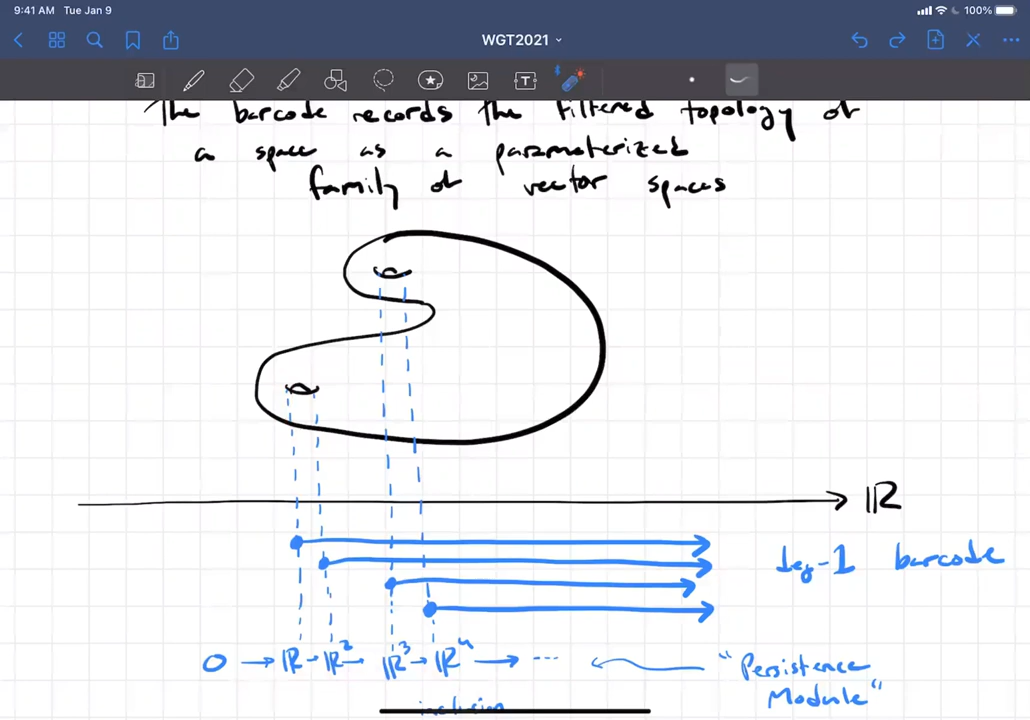 9:41 AM Tue Jan 9
100%
WGT2021
The barcode records the filtered topology of
a space as a parameterized
family of vector spaces
ℝ
deg-1 barcode
0 → ℝ → ℝ² → ℝ³ → ℝ⁴ → ...
"Persistence
Module"
inclusion